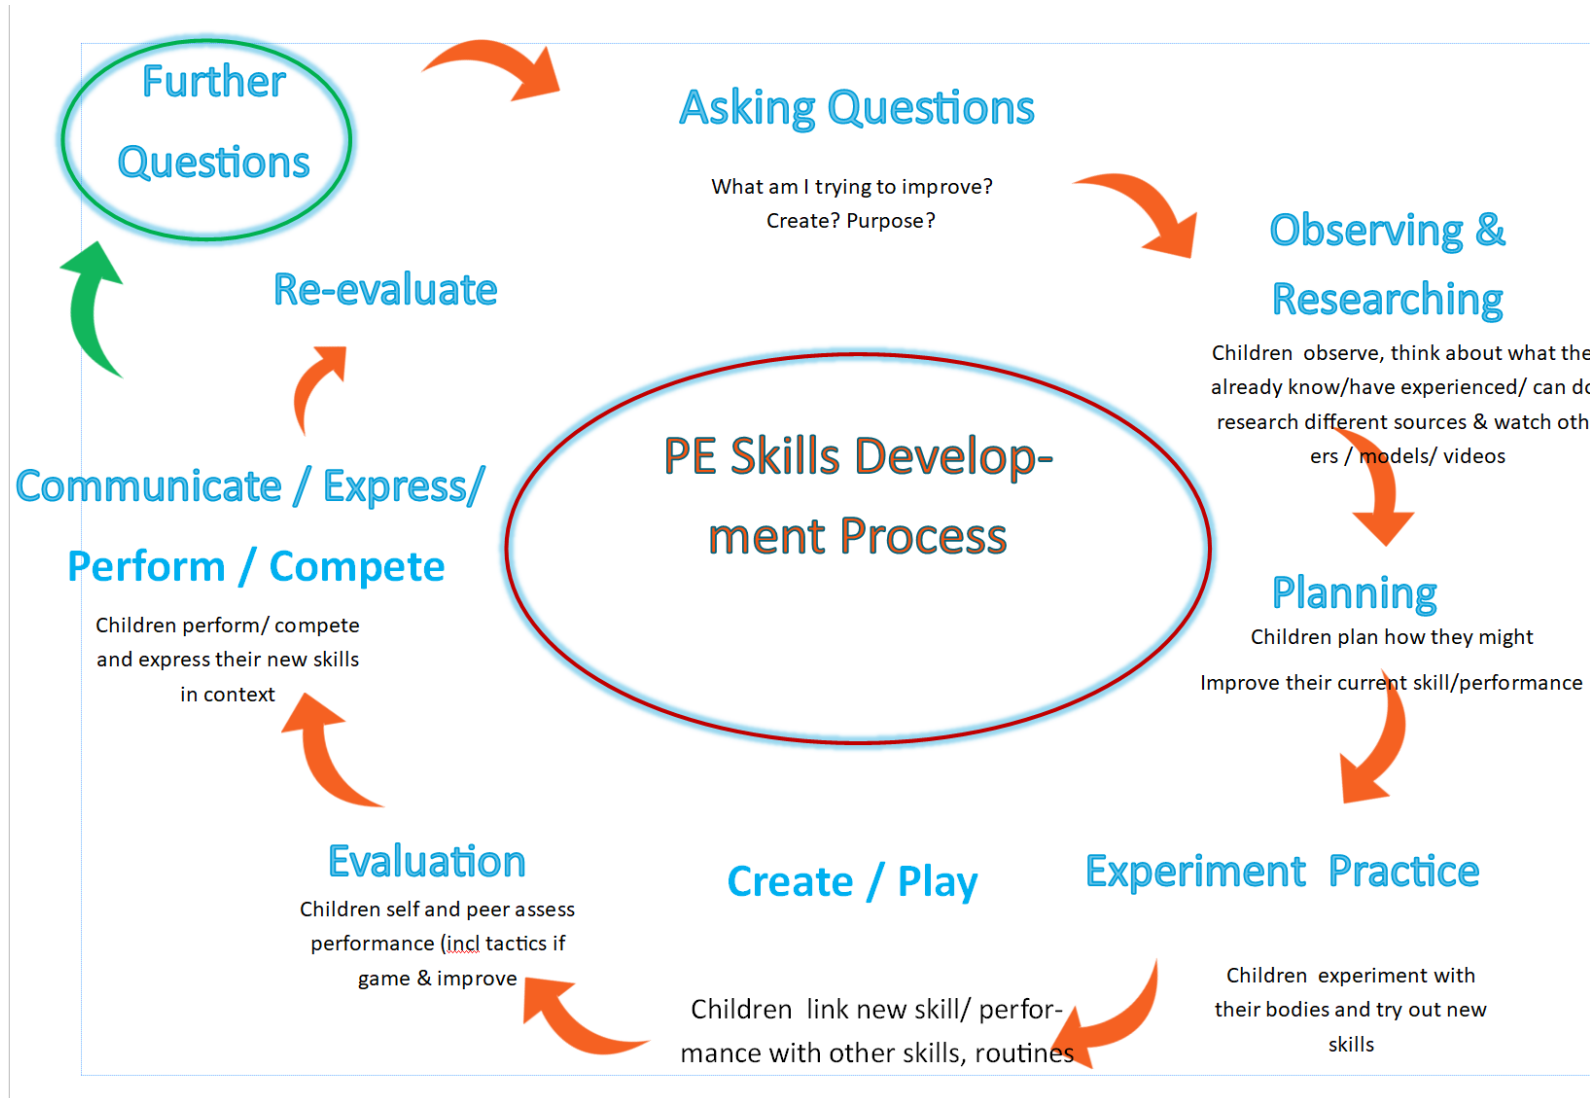 Further
Questions
Asking Questions
What am I trying to improve?
Create? Purpose?
Observing &
Researching
Children observe, think about what the
already know/have experienced/ can do
research different sources & watch oth
ers / models/ videos
Planning
Children plan how they might
Improve their current skill/performance
Experiment Practice
Children experiment with
their bodies and try out new
skills
Create / Play
Children link new skill/ perfor-
mance with other skills, routines
Evaluation
Children self and peer assess
performance (incl tactics if
game & improve
Communicate / Express/
Perform / Compete
Children perform/ compete
and express their new skills
in context
Re-evaluate
PE Skills Develop-
ment Process